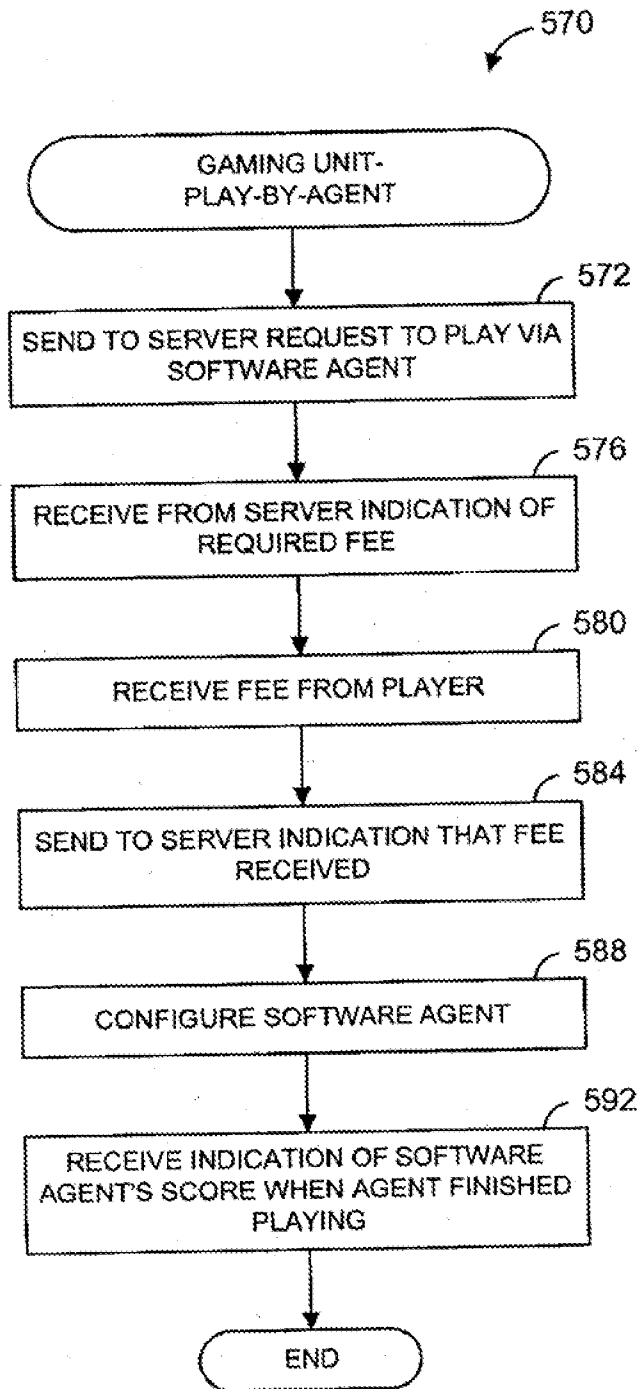 570
GAMING UNIT-
PLAY-BY-AGENT
572
SEND TO SERVER REQUEST TO PLAY VIA
SOFTWARE AGENT
576
RECEIVE FROM SERVER INDICATION OF
REQUIRED FEE
580
RECEIVE FEE FROM PLAYER
584
SEND TO SERVER INDICATION THAT FEE
RECEIVED
588
CONFIGURE SOFTWARE AGENT
592
RECEIVE INDICATION OF SOFTWARE
AGENT'S SCORE WHEN AGENT FINISHED
PLAYING
END